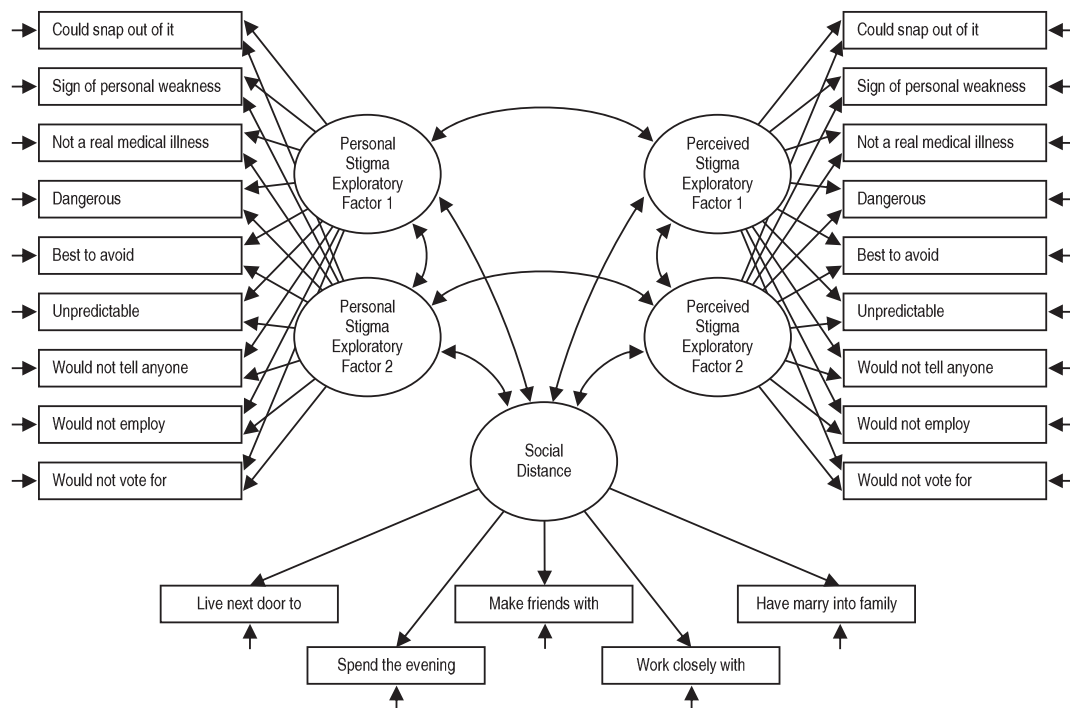 Could snap out of it
Sign of personal weakness
Not a real medical illness
Dangerous
Best to avoid
Unpredictable
Would not tell anyone
Would not employ
Would not vote for
Personal
Stigma
Exploratory
Factor 1
Personal
Stigma
Exploratory
Factor 2
Perceived
Stigma
Exploratory
Factor 1
Perceived
Stigma
Exploratory
Factor 2
Could snap out of it
Sign of personal weakness
Not a real medical illness
Dangerous
Best to avoid
Unpredictable
Would not tell anyone
Would not employ
Would not vote for
Social
Distance
Live next door to
Make friends with
Have marry into family
Spend the evening
Work closely with